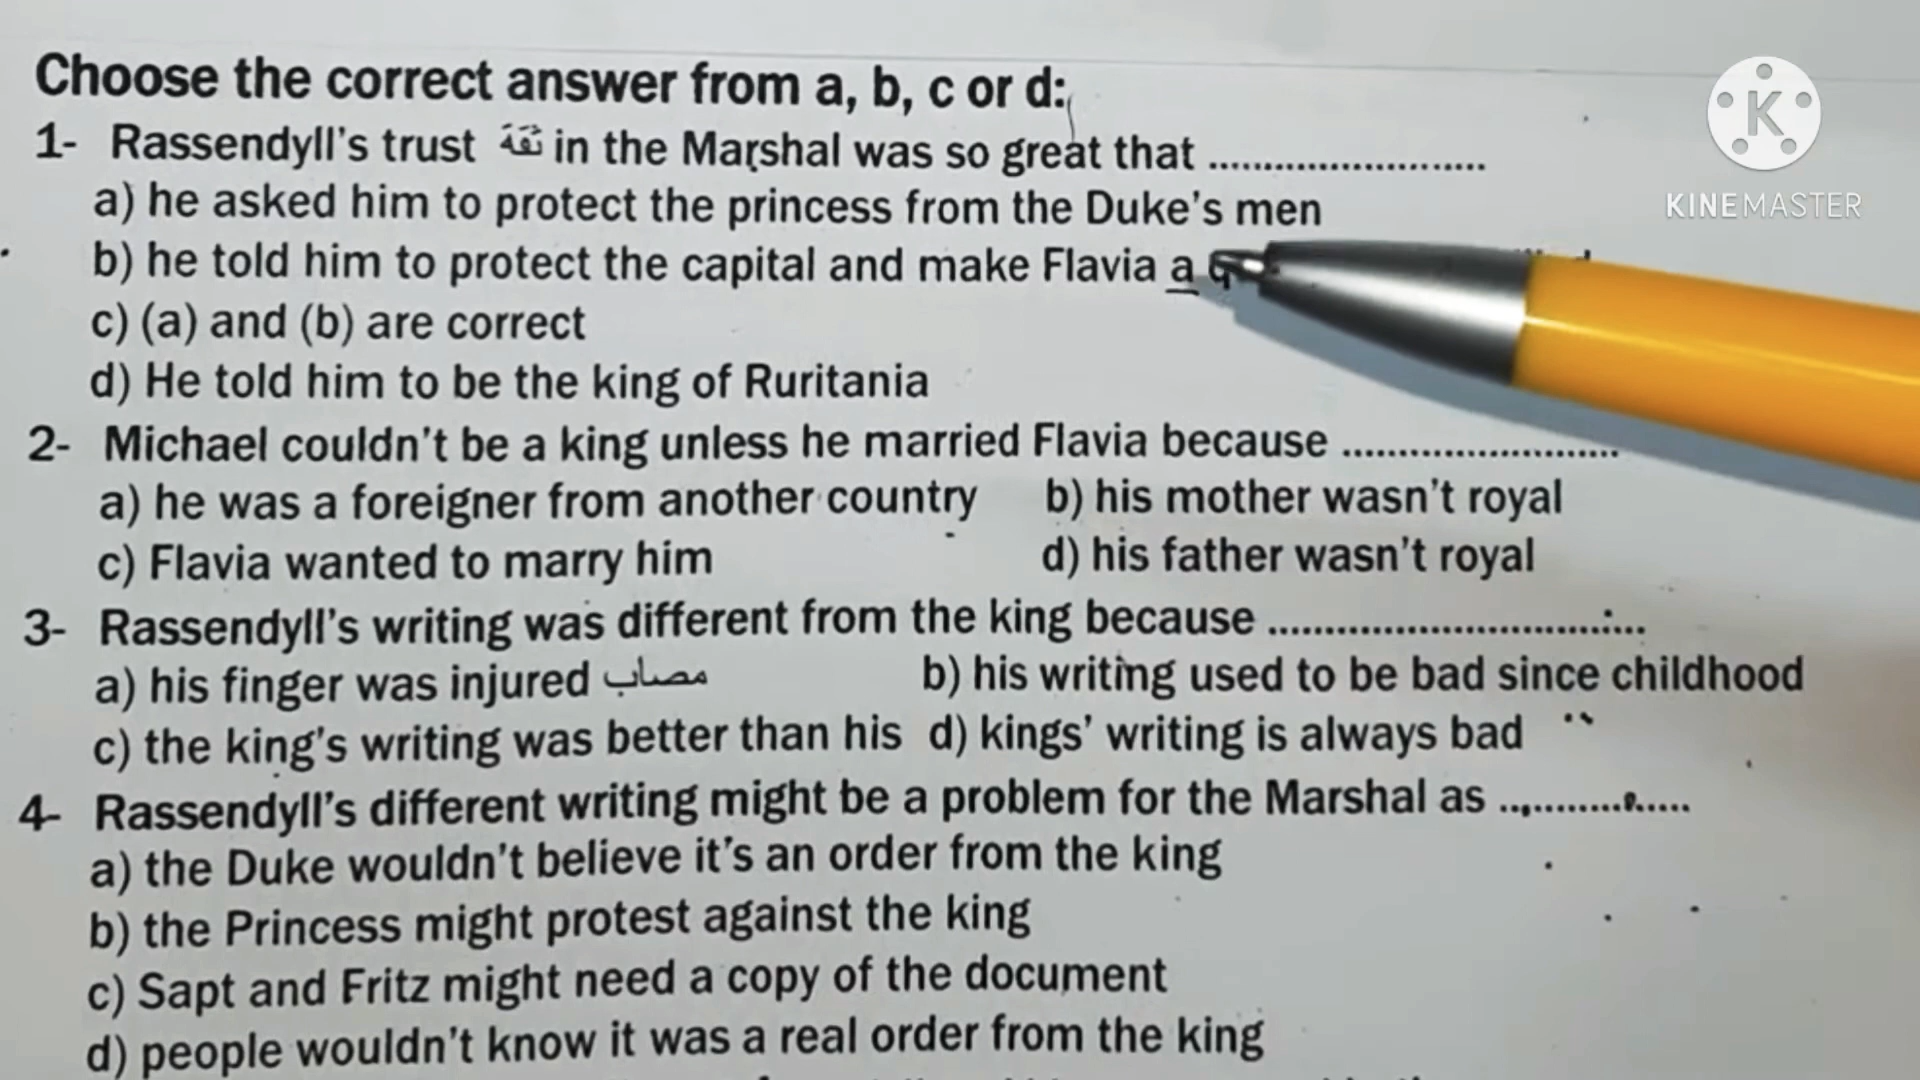 Choose the correct answer from a, b, c or d:
1- Rassendyll's trust ثقة in the Marshal was so great that ..........................
a) he asked him to protect the princess from the Duke's men
b) he told him to protect the capital and make Flavia a
c) (a) and (b) are correct
d) He told him to be the king of Ruritania
2- Michael couldn't be a king unless he married Flavia because ..........................
a) he was a foreigner from another country b) his mother wasn't royal
c) Flavia wanted to marry him d) his father wasn't royal
3- Rassendyll's writing was different from the king because ..................................
a) his finger was injured مصاب b) his writing used to be bad since childhood
c) the king's writing was better than his d) kings' writing is always bad
4- Rassendyll's different writing might be a problem for the Marshal as ..................
a) the Duke wouldn't believe it's an order from the king
b) the Princess might protest against the king
c) Sapt and Fritz might need a copy of the document
d) people wouldn't know it was a real order from the king
K
KINEMASTER